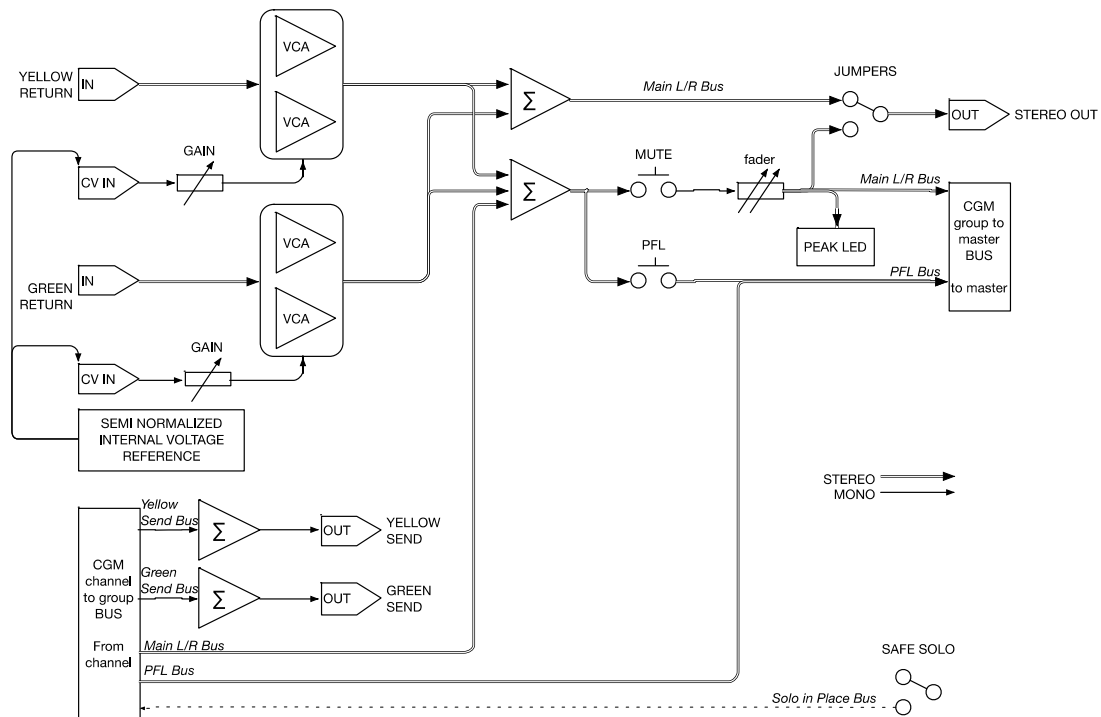 VCA
YELLOW
RETURN
IN
VCA
CV IN
GAIN
Σ
Main L/R Bus
JUMPERS
OUT
STEREO OUT
MUTE
fader
Σ
Main L/R Bus
CGM
group to
master
BUS
to master
PEAK LED
PFL
PFL Bus
VCA
GREEN
RETURN
IN
VCA
GAIN
CV IN
SEMI NORMALIZED
INTERNAL VOLTAGE
REFERENCE
STEREO
MONO
Yellow
Send Bus
Σ
OUT
YELLOW
SEND
Green
Send Bus
Σ
OUT
GREEN
SEND
CGM
channel
to group
BUS
From
channel
Main L/R Bus
PFL Bus
SAFE SOLO
Solo in Place Bus